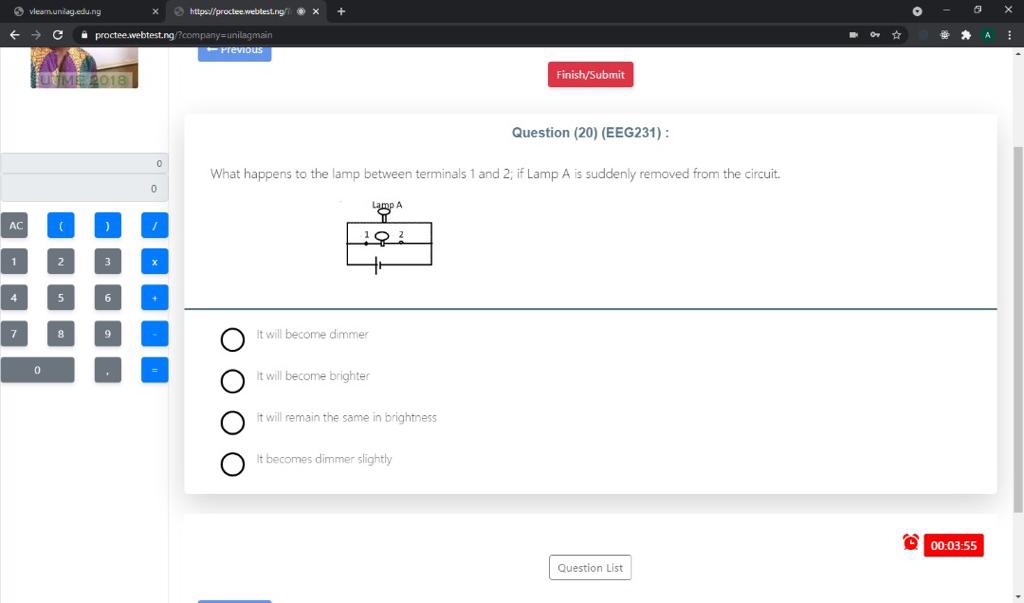 vlearn.unilag.edu.ng
https://proctee.webtest.ng/
proctee.webtest.ng/?company=unilagmain
A
UTME 2018
← Previous
Finish/Submit
Question (20) (EEG231) :
What happens to the lamp between terminals 1 and 2; if Lamp A is suddenly removed from the circuit.
Lamp A
1 2
0
0
AC ( ) /
1 2 3 x
4 5 6 +
7 8 9 -
0 , =
It will become dimmer
It will become brighter
It will remain the same in brightness
It becomes dimmer slightly
00:03:55
Question List